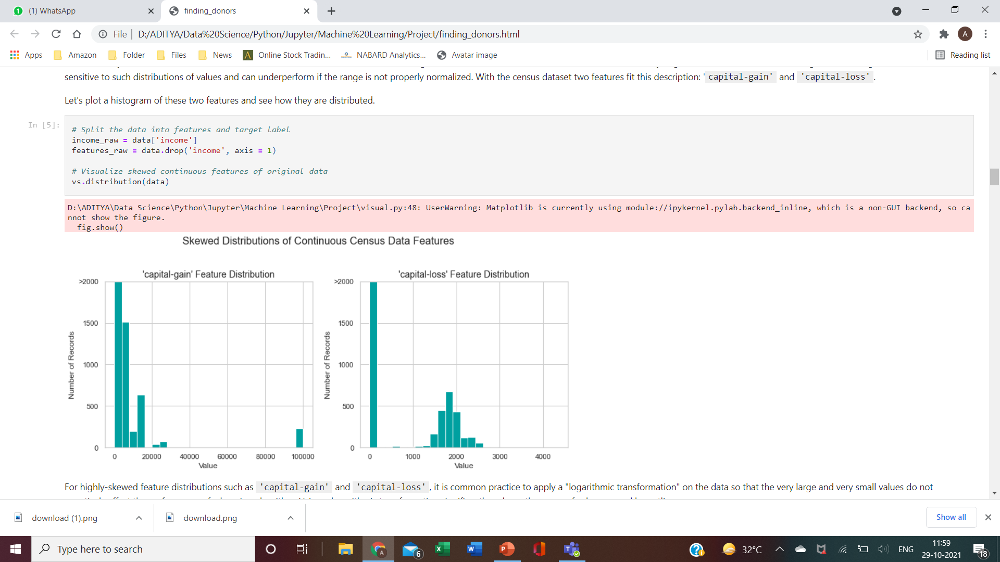 (1) WhatsApp
finding_donors
File | D:/ADITYA/Data%20Science/Python/Jupyter/Machine%20Learning/Project/finding_donors.html
A
Apps Amazon Folder Files News Online Stock Tradin... NABARD Analytics... Avatar image Reading list
sensitive to such distributions of values and can underperform if the range is not properly normalized. With the census dataset two features fit this description: 'capital-gain' and 'capital-loss'.
Let's plot a histogram of these two features and see how they are distributed.
In [5]:
# Split the data into features and target label
income_raw = data['income']
features_raw = data.drop('income', axis = 1)
# Visualize skewed continuous features of original data
vs.distribution(data)
D:\ADITYA\Data Science\Python\Jupyter\Machine Learning\Project\visual.py:48: UserWarning: Matplotlib is currently using module://ipykernel.pylab.backend_inline, which is a non-GUI backend, so ca
nnot show the figure.
fig.show()
Skewed Distributions of Continuous Census Data Features
'capital-gain' Feature Distribution
>2000
1500
1000
500
0
Number of Records
0 20000 40000 60000 80000 100000
Value
'capital-loss' Feature Distribution
>2000
1500
1000
500
0
Number of Records
0 1000 2000 3000 4000
Value
For highly-skewed feature distributions such as 'capital-gain' and 'capital-loss', it is common practice to apply a "logarithmic transformation" on the data so that the very large and very small values do not
download (1).png
download.png
Show all
Type here to search
A
6
32°C
ENG
11:59
29-10-2021
18